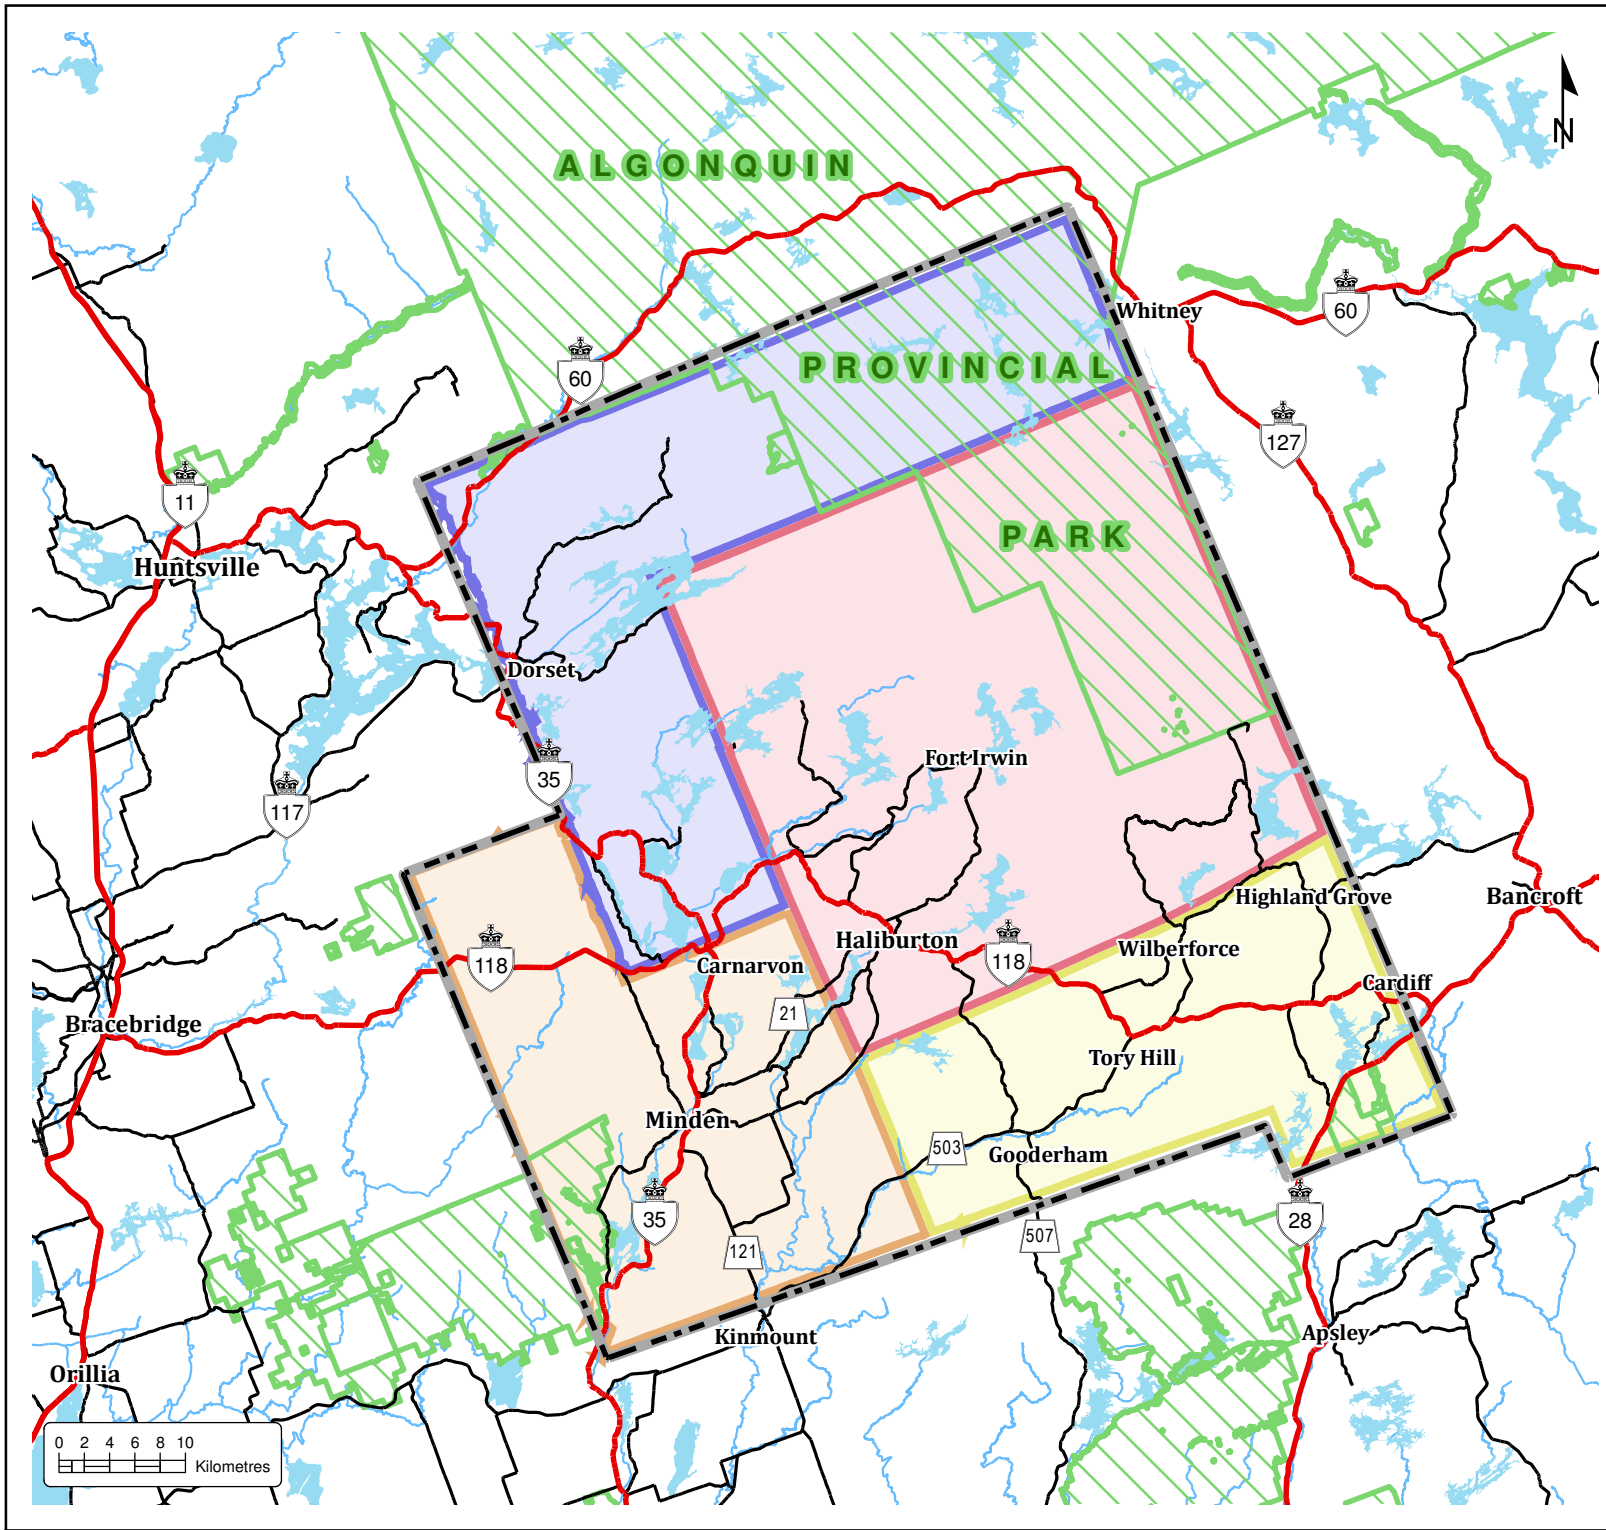 ALGONQUIN
N
Whitney
60
PROVINCIAL
60
127
11
PARK
Huntsville
Dorset
35
Fort Irwin
117
Highland Grove
Bancroft
Haliburton
Wilberforce
118
118
Carnarvon
Cardiff
21
Bracebridge
Tory Hill
Minden
503
Gooderham
35
28
507
121
Kinmount
Apsley
Orillia
0 2 4 6 8 10
Kilometres